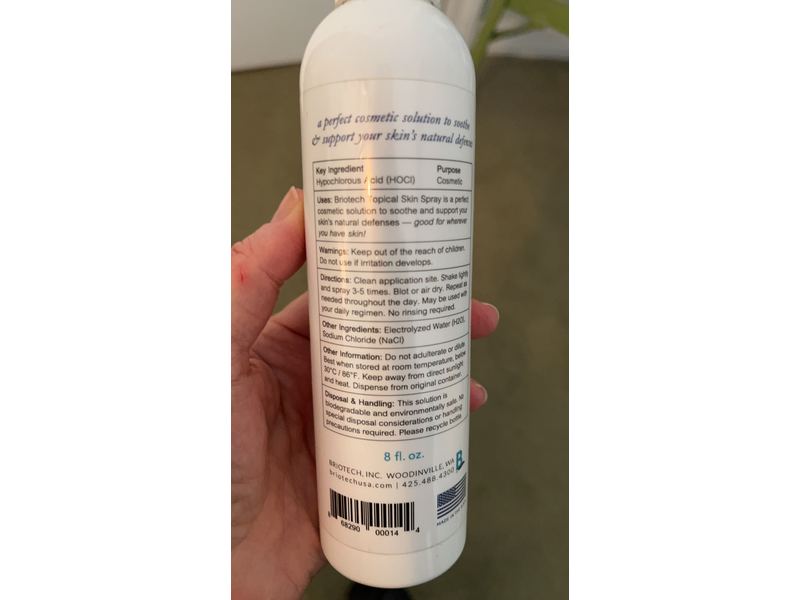 a perfect cosmetic solution to soothe
& support your skin's natural defenses
Key Ingredient Purpose
Hypochlorous Acid (HOCl) Cosmetic
Uses: Briotech Topical Skin Spray is a perfect
cosmetic solution to soothe and support your
skin's natural defenses — good for wherever
you have skin!
Warnings: Keep out of the reach of children.
Do not use if irritation develops.
Directions: Clean application site. Shake lightly
and spray 3-5 times. Blot or air dry. Repeat as
needed throughout the day. May be used with
your daily regimen. No rinsing required.
Other Ingredients: Electrolyzed Water (H2O),
Sodium Chloride (NaCl)
Other Information: Do not adulterate or dilute
Best when stored at room temperature, below
30°C / 86°F. Keep away from direct sunlight
and heat. Dispense from original container.
Disposal & Handling: This solution is
biodegradable and environmentally safe. No
special disposal considerations or handling
precautions required. Please recycle bottle.
8 fl. oz.
BRIOTECH, INC. WOODINVILLE, WA
briotechusa.com | 425.488.4300
B
MADE IN THE
68290 00014 4